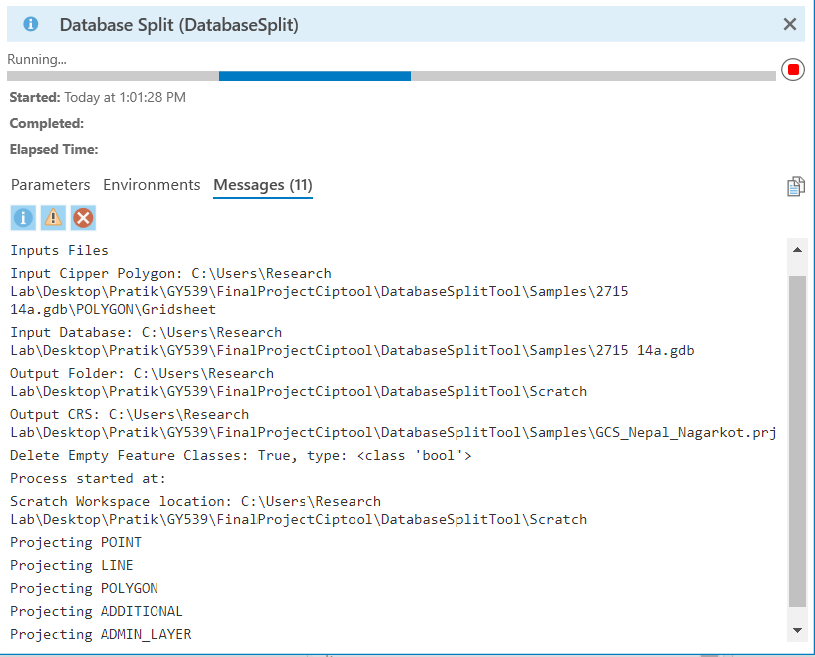 Database Split (DatabaseSplit)
Running...
Started: Today at 1:01:28 PM
Completed:
Elapsed Time:
Parameters Environments Messages (11)
Inputs Files
Input Cipper Polygon: C:\Users\Research
Lab\Desktop\Pratik\GY539\FinalProjectCiptool\DatabaseSplitTool\Samples\2715
14a.gdb\POLYGON\Gridsheet
Input Database: C:\Users\Research
Lab\Desktop\Pratik\GY539\FinalProjectCiptool\DatabaseSplitTool\Samples\2715 14a.gdb
Output Folder: C:\Users\Research
Lab\Desktop\Pratik\GY539\FinalProjectCiptool\DatabaseSplitTool\Scratch
Output CRS: C:\Users\Research
Lab\Desktop\Pratik\GY539\FinalProjectCiptool\DatabaseSplitTool\Samples\GCS_Nepal_Nagarkot.prj
Delete Empty Feature Classes: True, type: <class 'bool'>
Process started at:
Scratch Workspace location: C:\Users\Research
Lab\Desktop\Pratik\GY539\FinalProjectCiptool\DatabaseSplitTool\Scratch
Projecting POINT
Projecting LINE
Projecting POLYGON
Projecting ADDITIONAL
Projecting ADMIN_LAYER